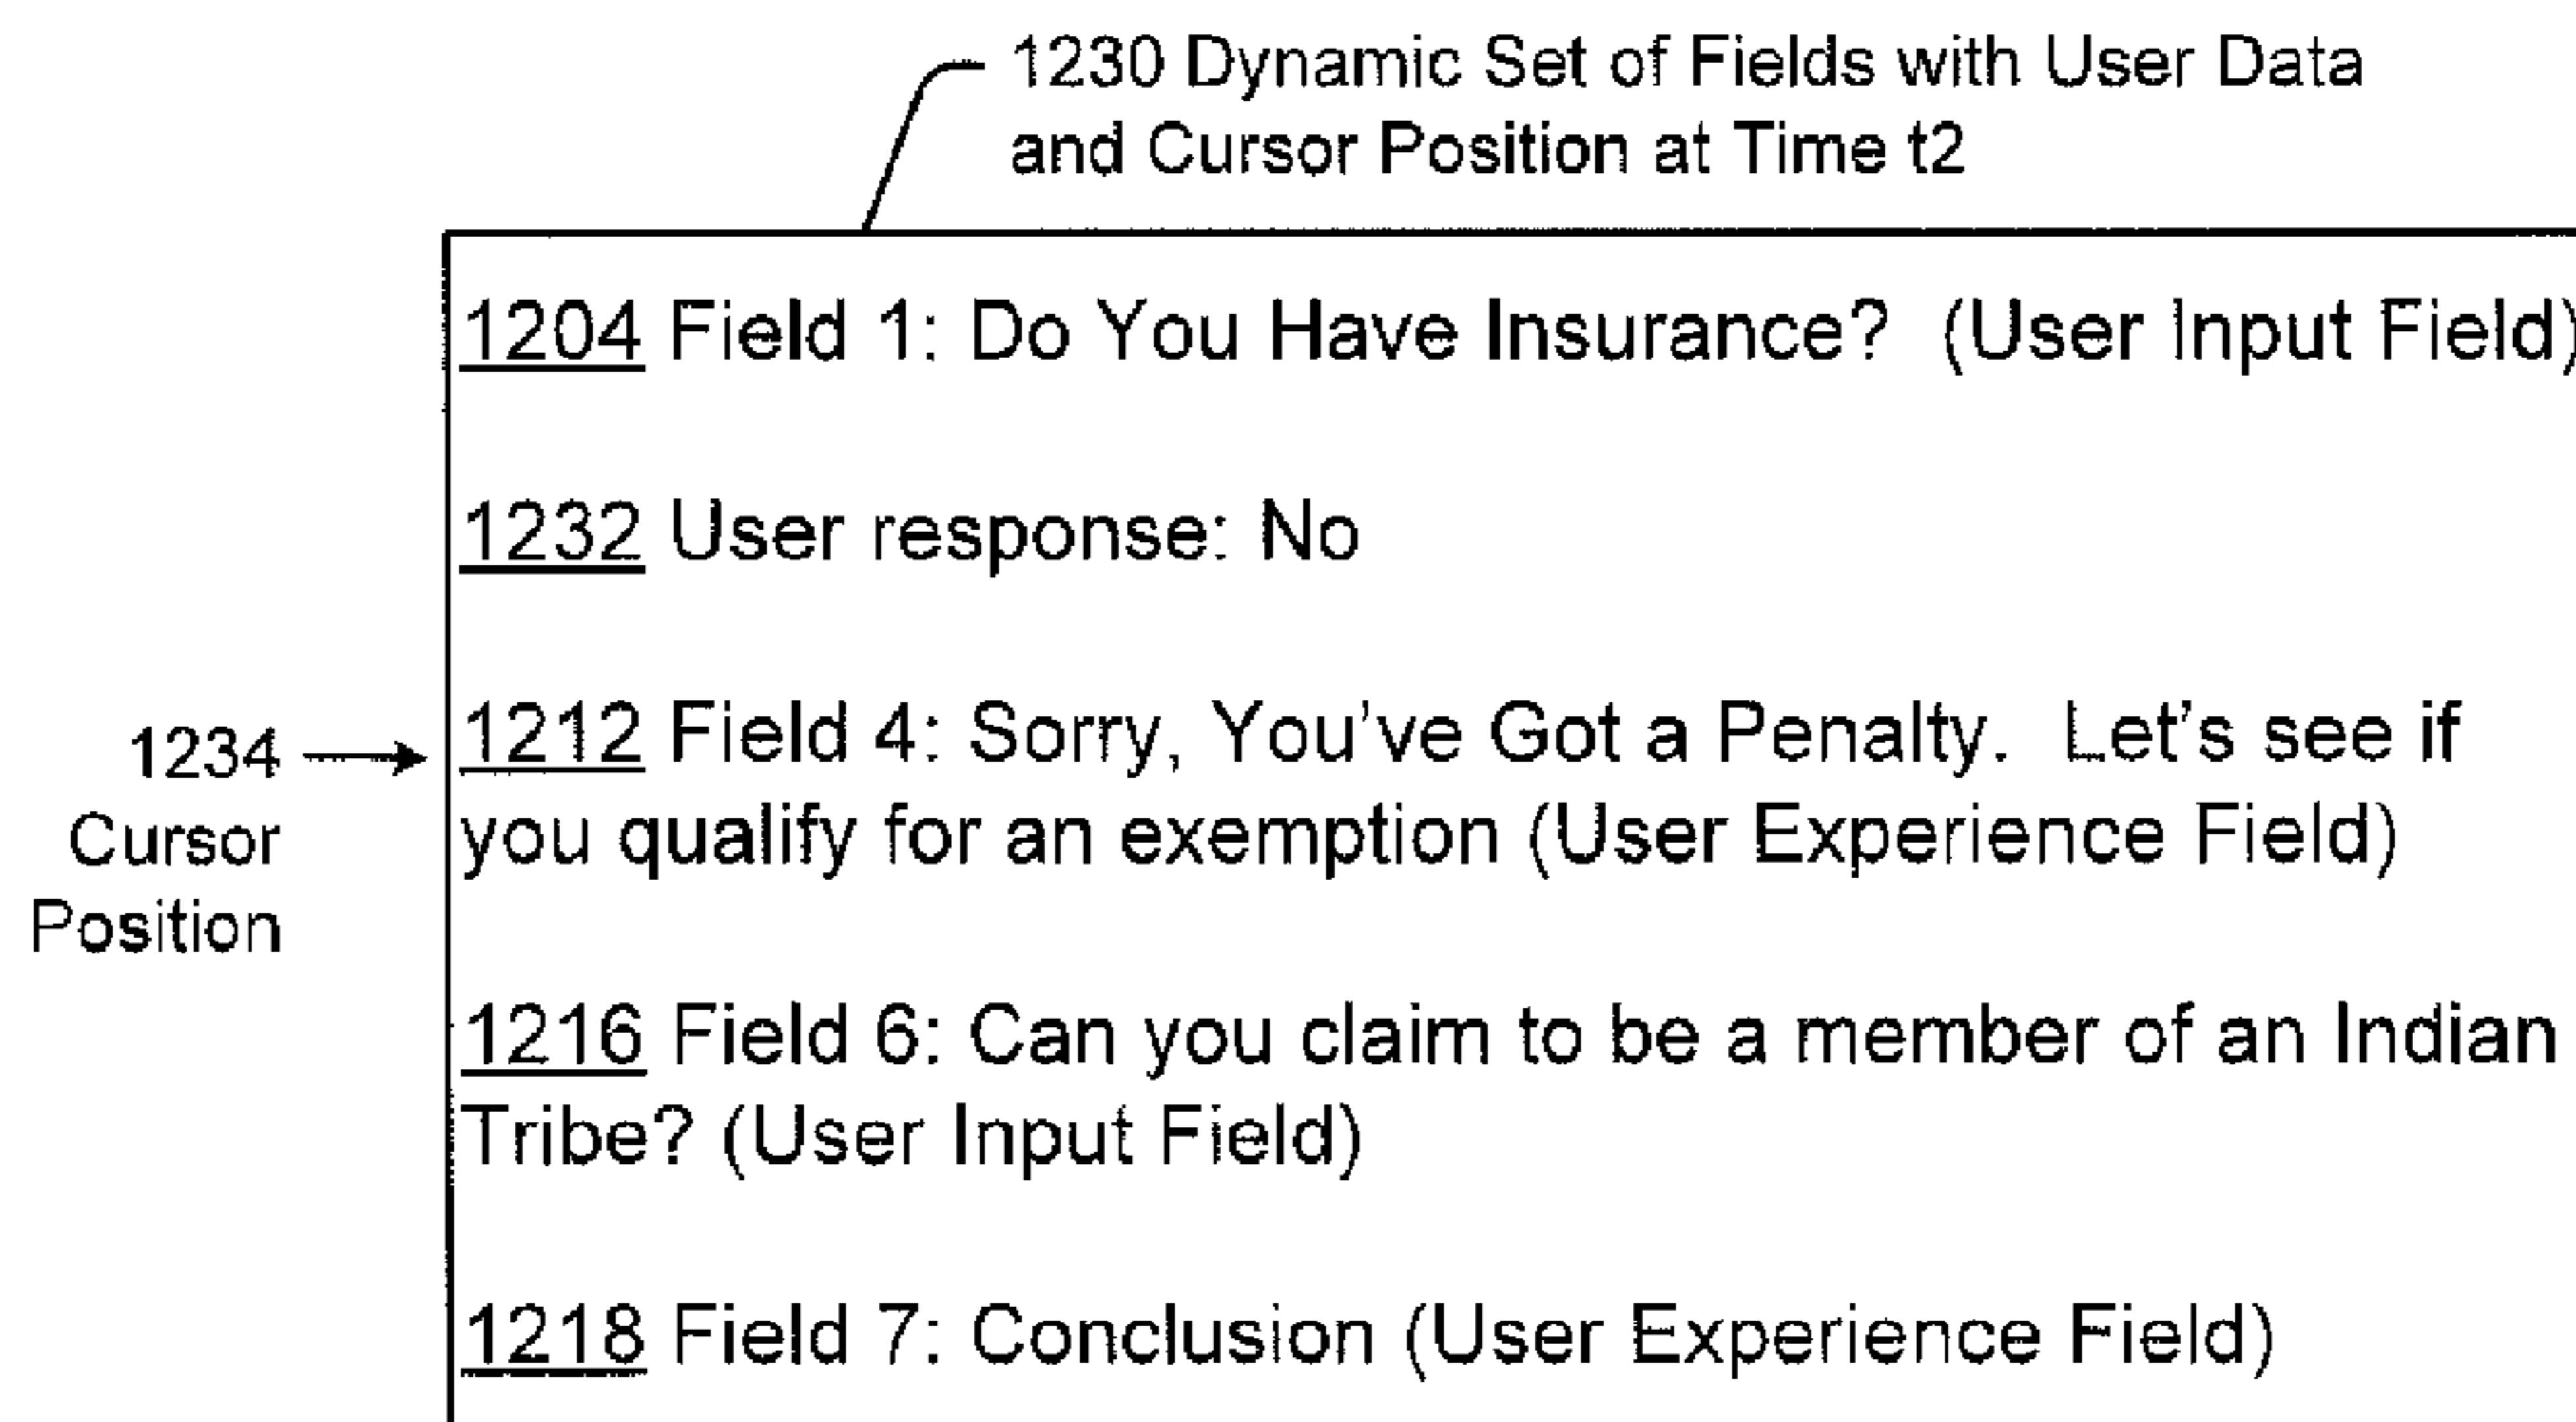 1230 Dynamic Set of Fields with User Data
and Cursor Position at Time t2
1204 Field 1: Do You Have Insurance? (User Input Field)
1232 User response: No
1234
Cursor
Position
1212 Field 4: Sorry, You've Got a Penalty. Let's see if
you qualify for an exemption (User Experience Field)
1216 Field 6: Can you claim to be a member of an Indian
Tribe? (User Input Field)
1218 Field 7: Conclusion (User Experience Field)